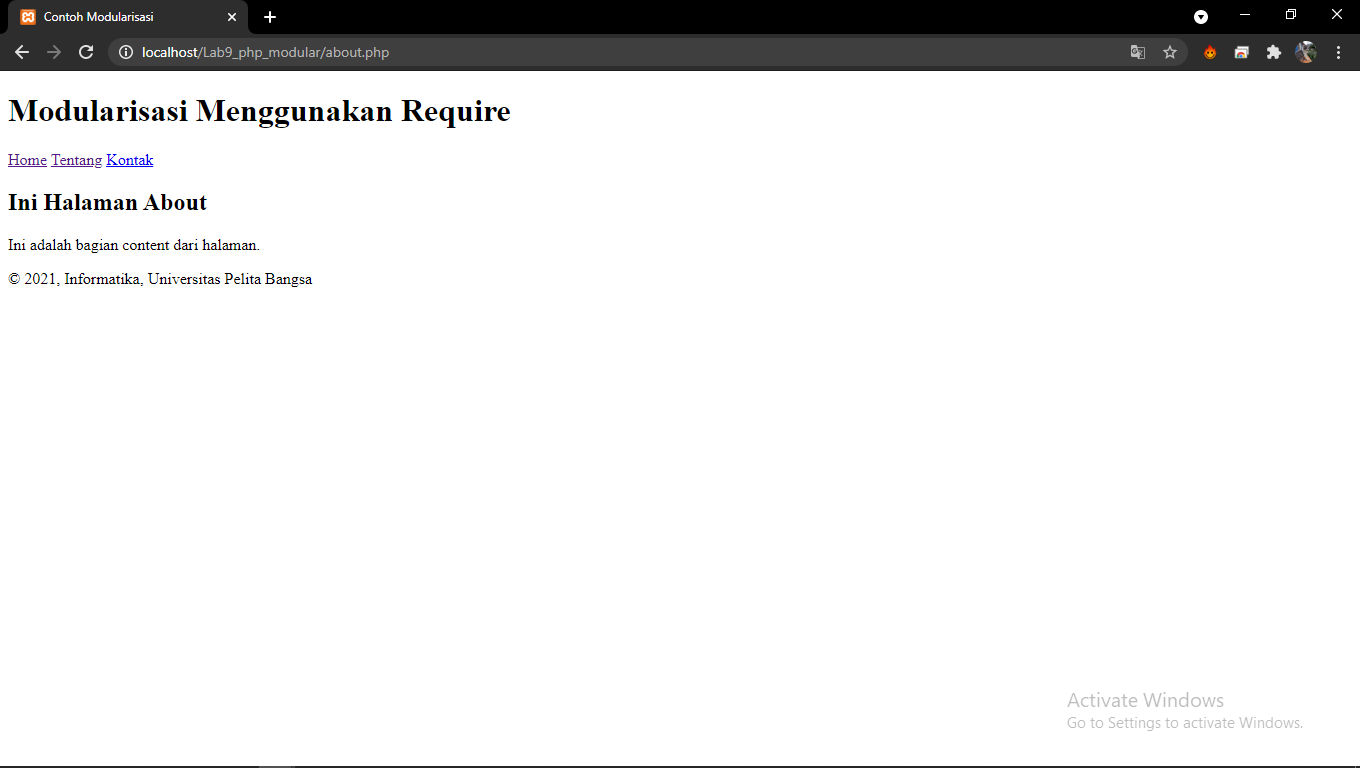 Contoh Modularisasi
localhost/Lab9_php_modular/about.php
Modularisasi Menggunakan Require
Home Tentang Kontak
Ini Halaman About
Ini adalah bagian content dari halaman.
© 2021, Informatika, Universitas Pelita Bangsa
Activate Windows
Go to Settings to activate Windows.